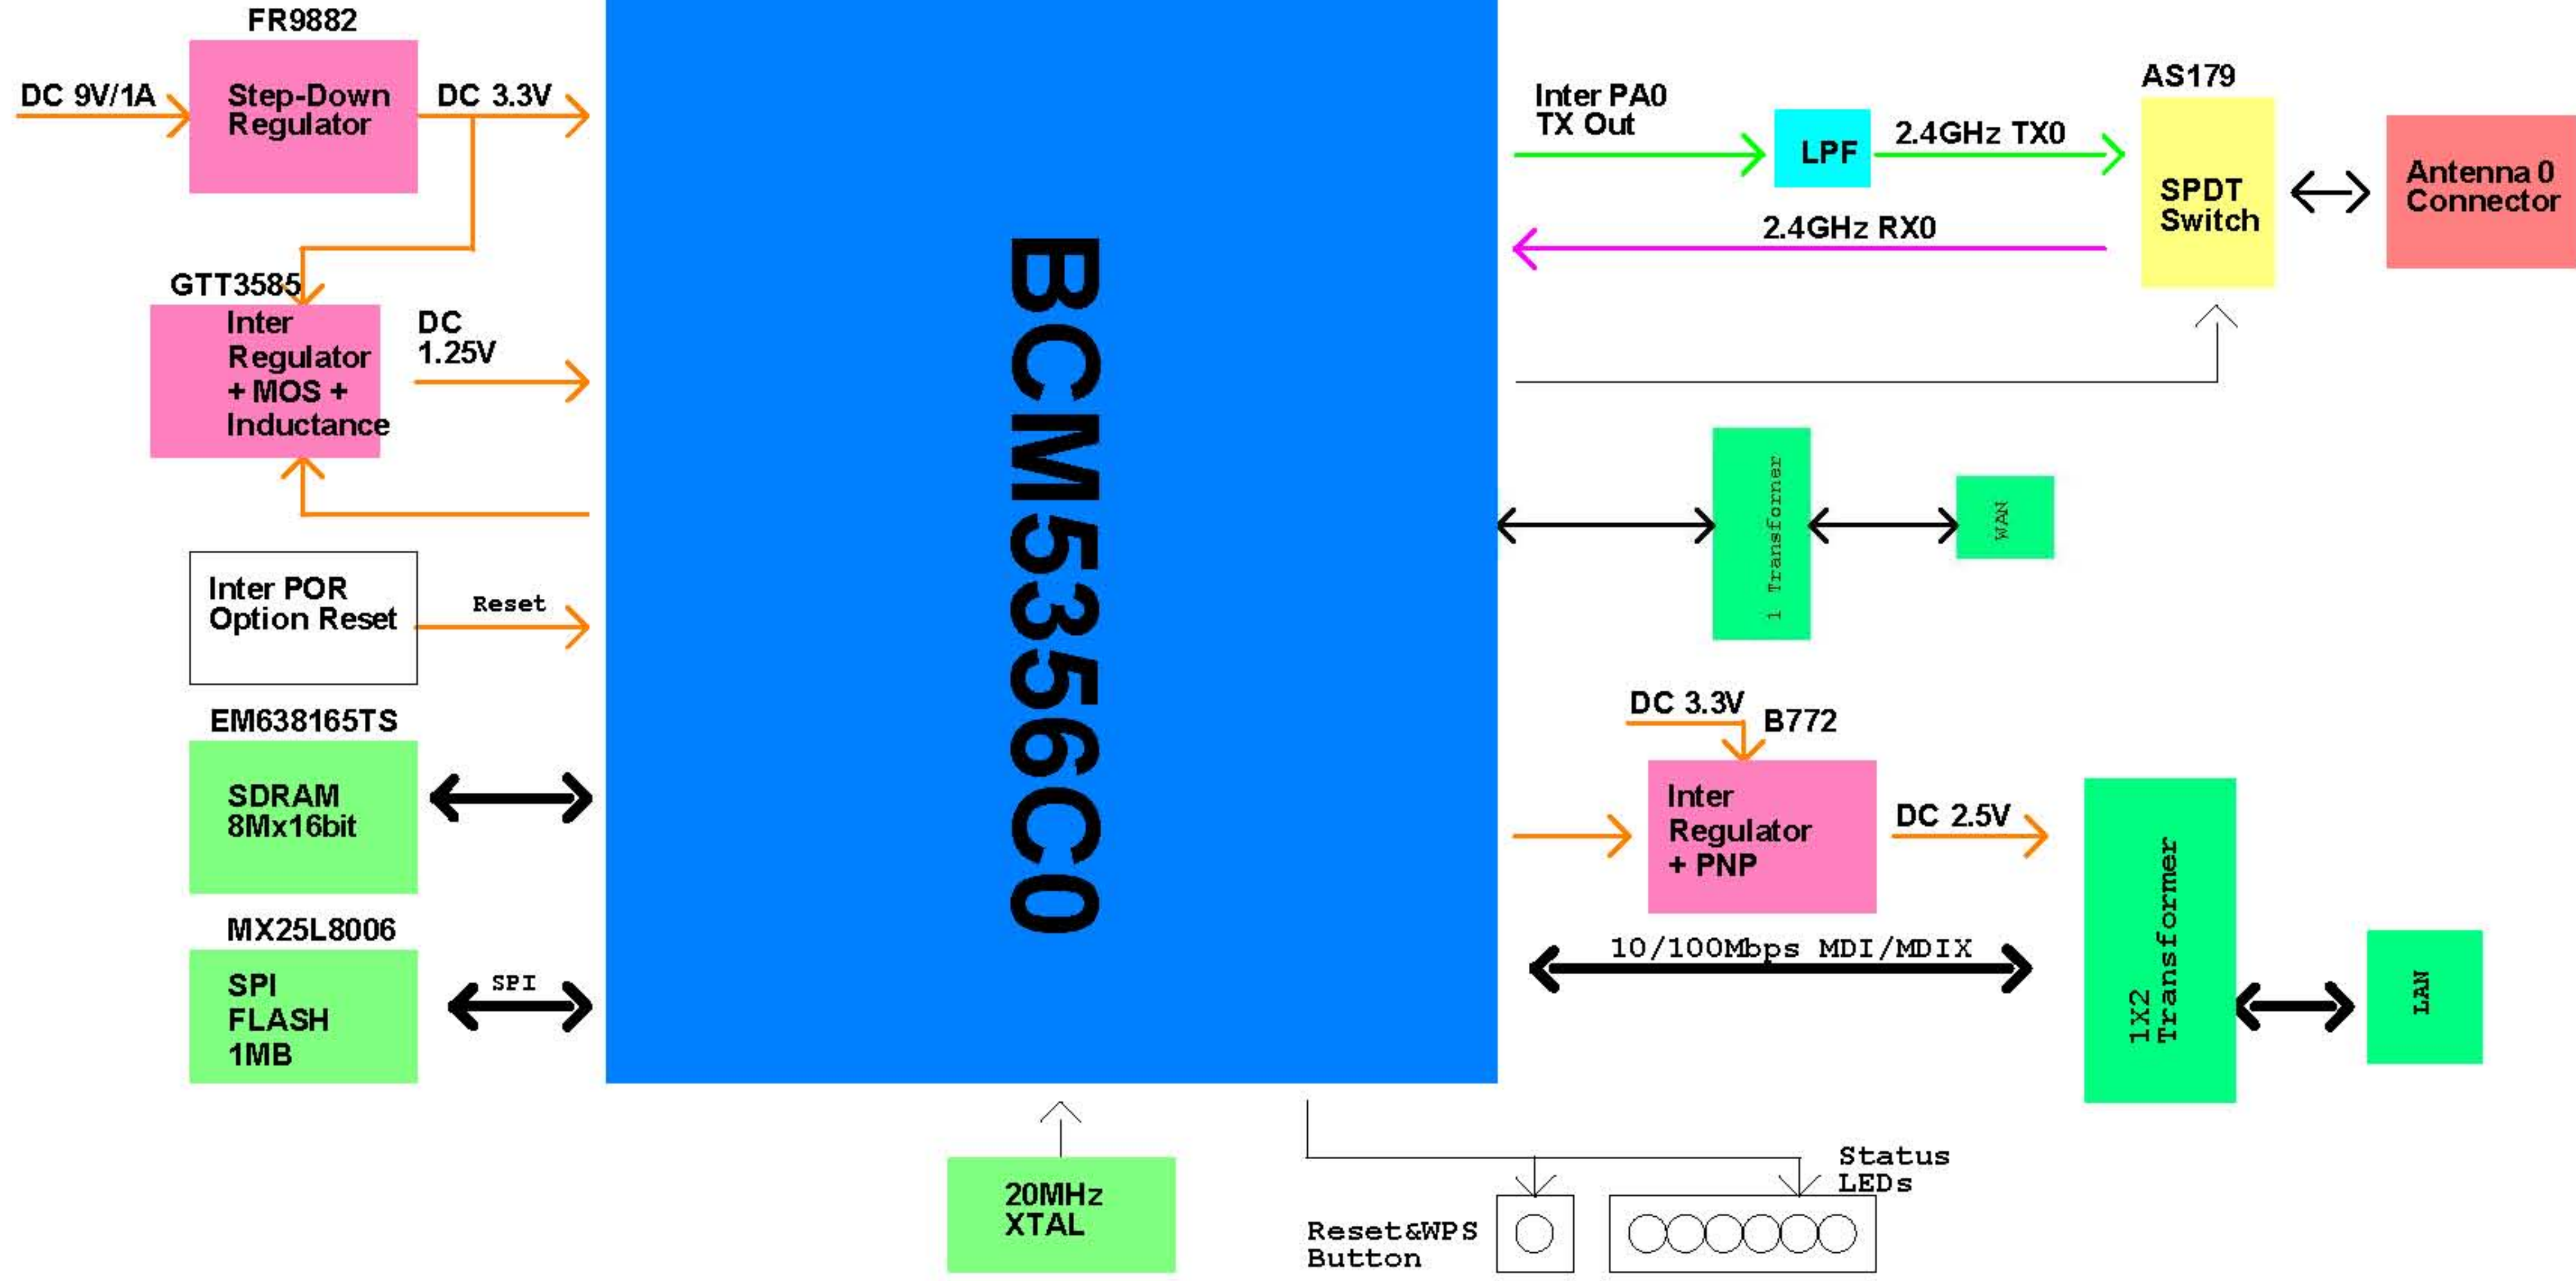 FR9882
DC 9V/1A
Step-Down
Regulator
DC 3.3V
GTT3585
Inter
Regulator
+ MOS +
Inductance
DC
1.25V
Inter POR
Option Reset
Reset
EM638165TS
SDRAM
8Mx16bit
MX25L8006
SPI
FLASH
1MB
SPI
BCM5356C0
20MHz
XTAL
Inter PA0
TX Out
LPF
2.4GHz TX0
AS179
SPDT
Switch
Antenna 0
Connector
2.4GHz RX0
1 Transforner
WAN
DC 3.3V
B772
Inter
Regulator
+ PNP
DC 2.5V
10/100Mbps MDI/MDIX
1X2
Transformer
LAN
Status
LEDs
Reset&WPS
Button